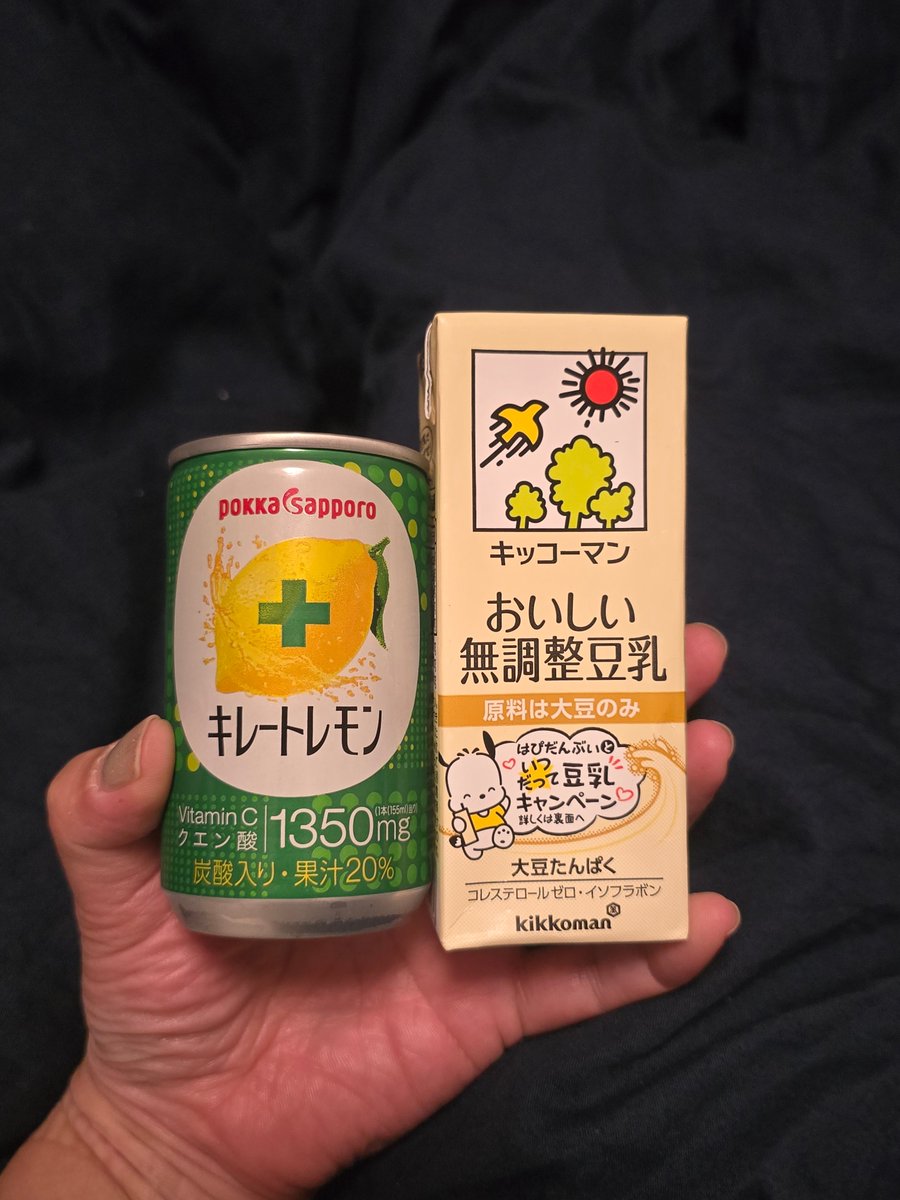 POKKA SAPPORO
キレートレモン
Vitamin C
クエン酸
1350mg
(1本(155ml)当り)
炭酸入り・果汁20%
キッコーマン
おいしい
無調整豆乳
原料は大豆のみ
はぴだんぶいと
いつ
だって豆乳
キャンペーン
詳しくは裏面へ
大豆たんぱく
コレステロールゼロ・イソフラボン
kikkoman